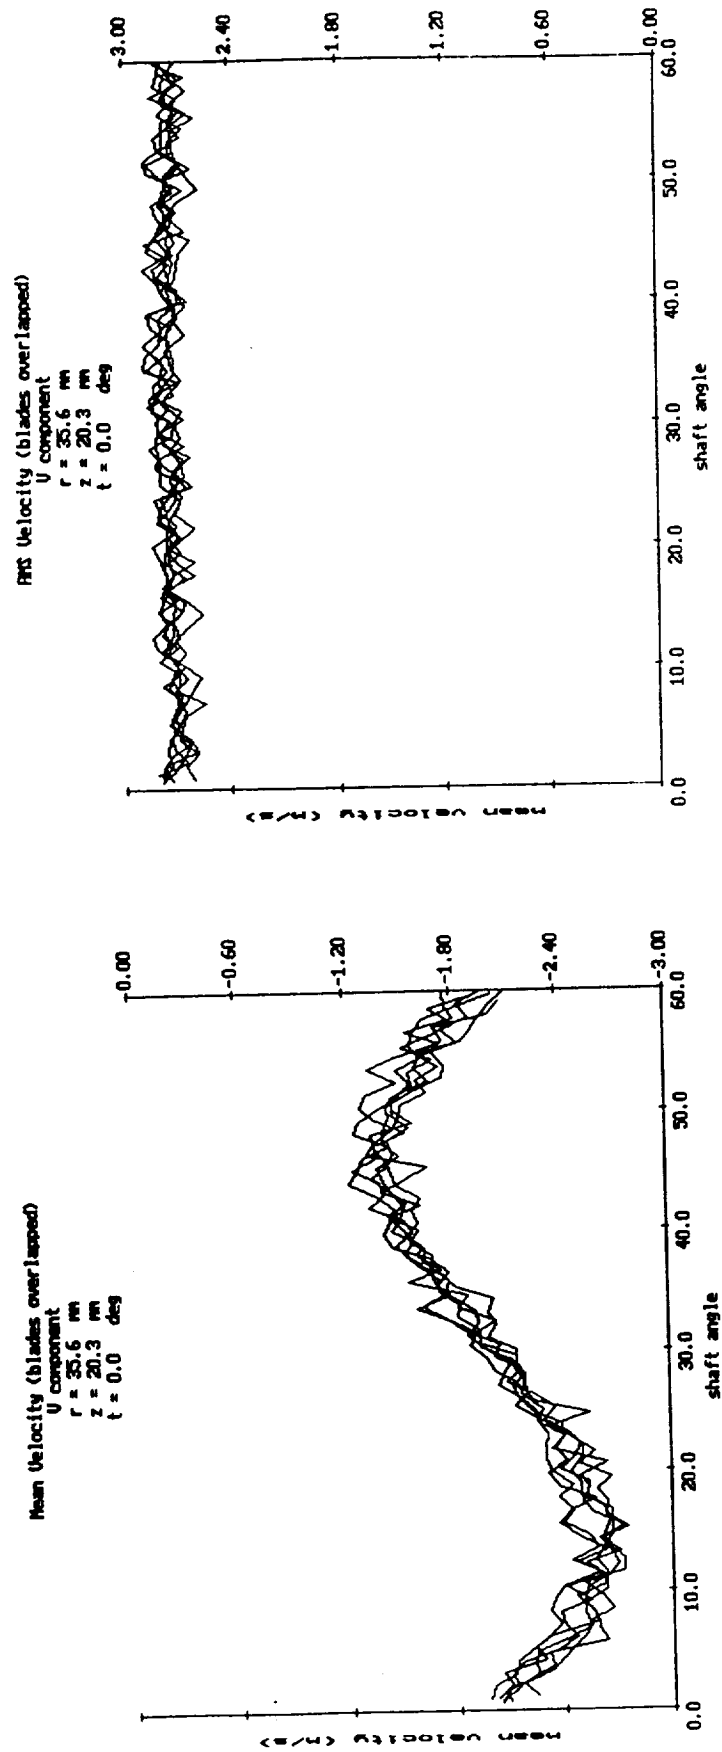 Mean Velocity (blades overlapped)
U component
r = 35.6 mm
z = 20.3 mm
t = 0.0 deg
0.00
-0.60
-1.20
-1.80
-2.40
-3.00
mean velocity (m/s)
0.0
10.0
20.0
30.0
40.0
50.0
60.0
shaft angle
RMS Velocity (blades overlapped)
U component
r = 35.6 mm
z = 20.3 mm
t = 0.0 deg
3.00
2.40
1.80
1.20
0.60
0.00
mean velocity (m/s)
0.0
10.0
20.0
30.0
40.0
50.0
60.0
shaft angle